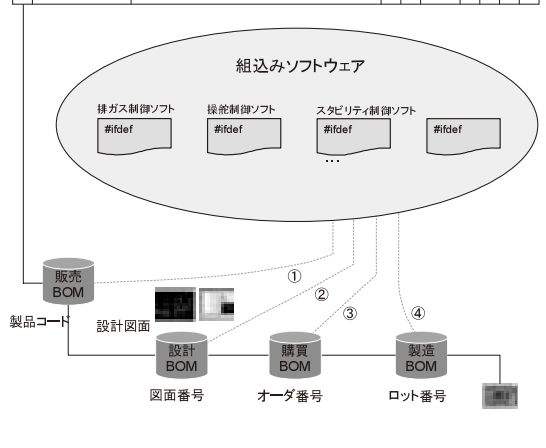 組込みソフトウェア
排ガス制御ソフト
操舵制御ソフト
スタビリティ制御ソフト
#ifdef
#ifdef
#ifdef
#ifdef
…
①
②
③
④
販売
BOM
製品コード
設計図面
設計
BOM
購買
BOM
製造
BOM
図面番号
オーダ番号
ロット番号